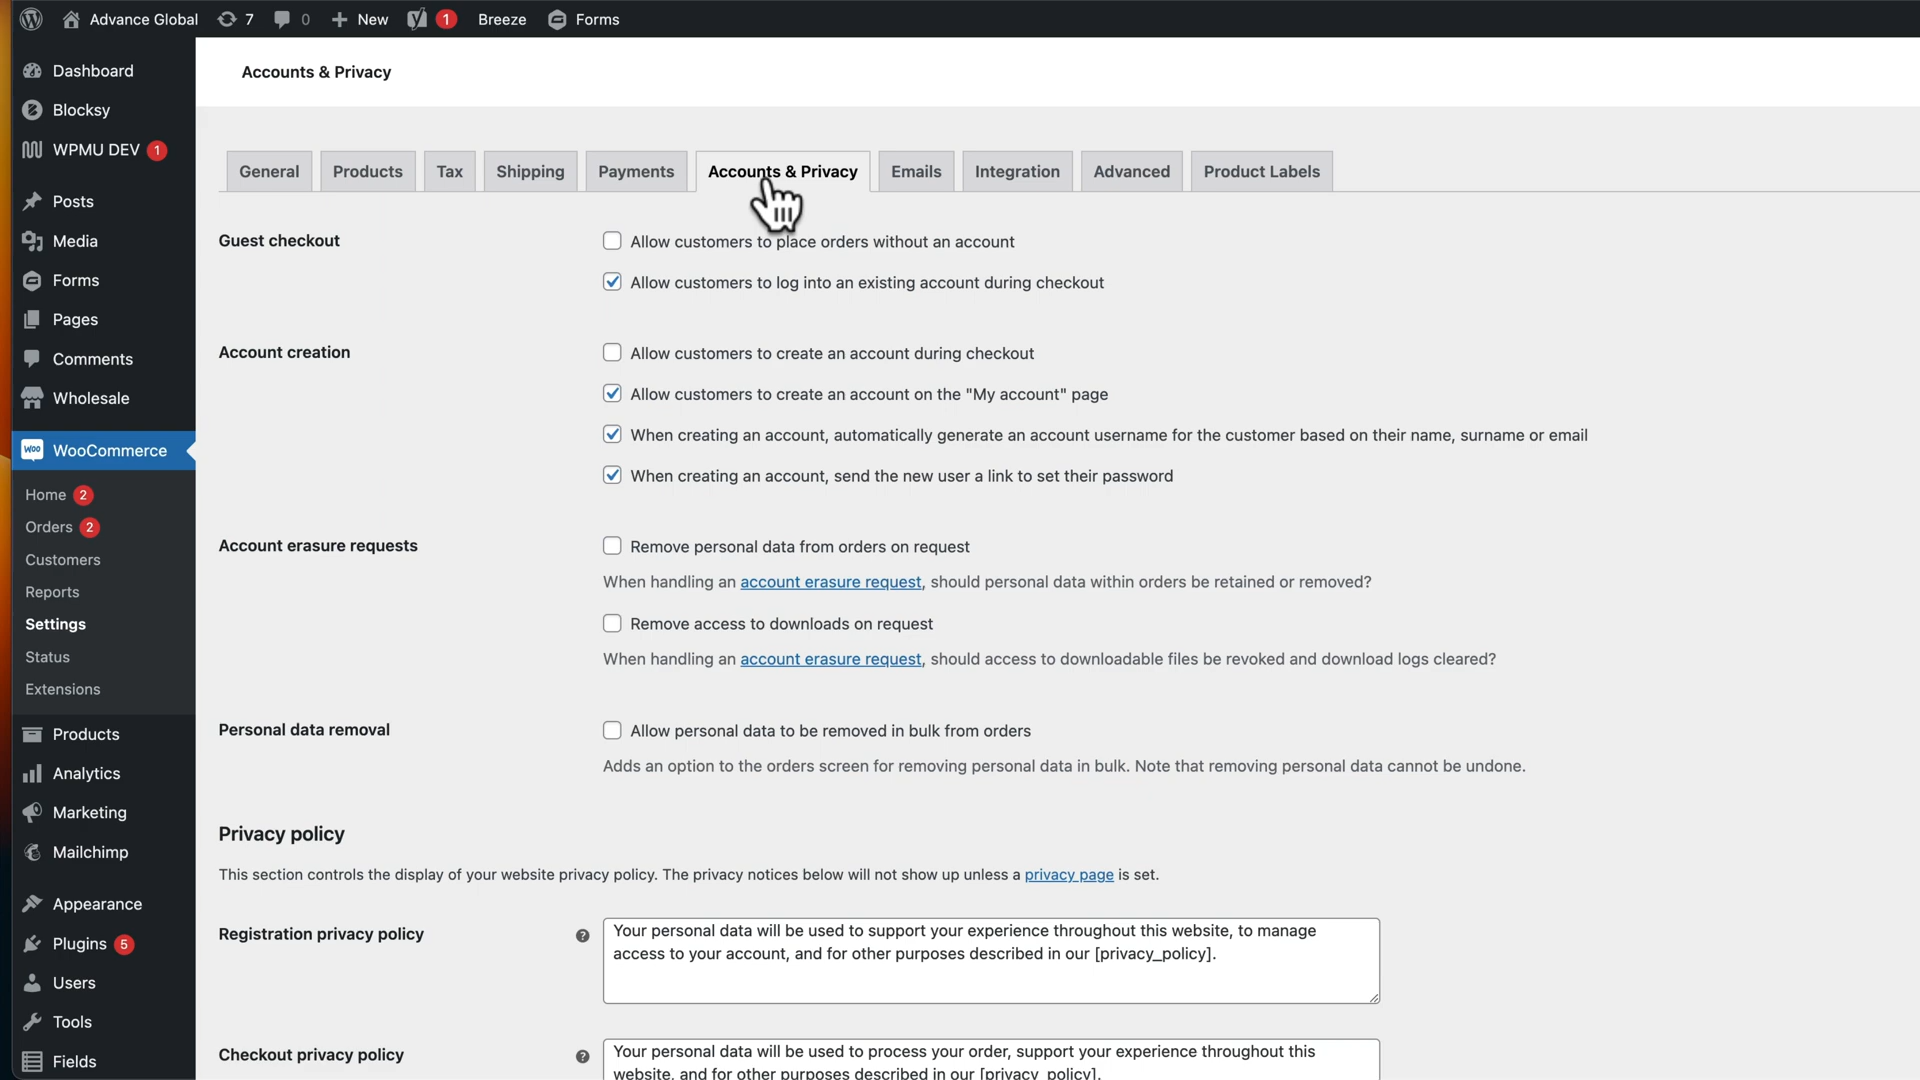 Advance Global
7
0
New
1
Breeze
Forms
Dashboard
Blocksy
WPMU DEV 1
Posts
Media
Forms
Pages
Comments
Wholesale
Woo WooCommerce
Home 2
Orders 2
Customers
Reports
Settings
Status
Extensions
Products
Analytics
Marketing
Mailchimp
Appearance
Plugins 5
Users
Tools
Fields
Accounts & Privacy
General
Products
Tax
Shipping
Payments
Accounts & Privacy
Emails
Integration
Advanced
Product Labels
Guest checkout
Allow customers to place orders without an account
Allow customers to log into an existing account during checkout
Account creation
Allow customers to create an account during checkout
Allow customers to create an account on the "My account" page
When creating an account, automatically generate an account username for the customer based on their name, surname or email
When creating an account, send the new user a link to set their password
Account erasure requests
Remove personal data from orders on request
When handling an account erasure request, should personal data within orders be retained or removed?
Remove access to downloads on request
When handling an account erasure request, should access to downloadable files be revoked and download logs cleared?
Personal data removal
Allow personal data to be removed in bulk from orders
Adds an option to the orders screen for removing personal data in bulk. Note that removing personal data cannot be undone.
Privacy policy
This section controls the display of your website privacy policy. The privacy notices below will not show up unless a privacy page is set.
Registration privacy policy
?
Your personal data will be used to support your experience throughout this website, to manage
access to your account, and for other purposes described in our [privacy_policy].
Checkout privacy policy
?
Your personal data will be used to process your order, support your experience throughout this
website, and for other purposes described in our [privacy_policy].